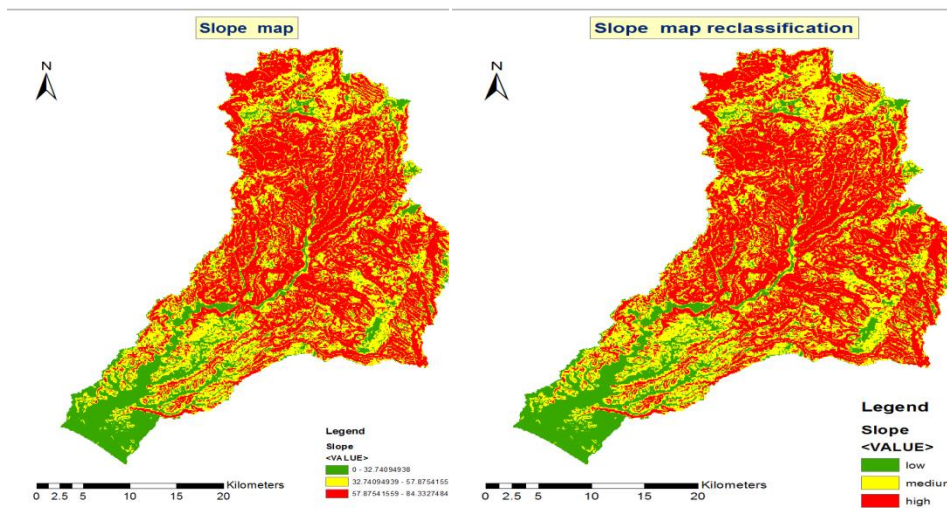 Slope map
N
Legend
Slope
<VALUE>
0 - 32.74094938
32.74094939 - 57.8754155
57.87541559 - 84.3327484
0 2.5 5 10 15 20 Kilometers
Slope map reclassification
N
Legend
Slope
<VALUE>
low
medium
high
0 2.5 5 10 15 20 Kilometers